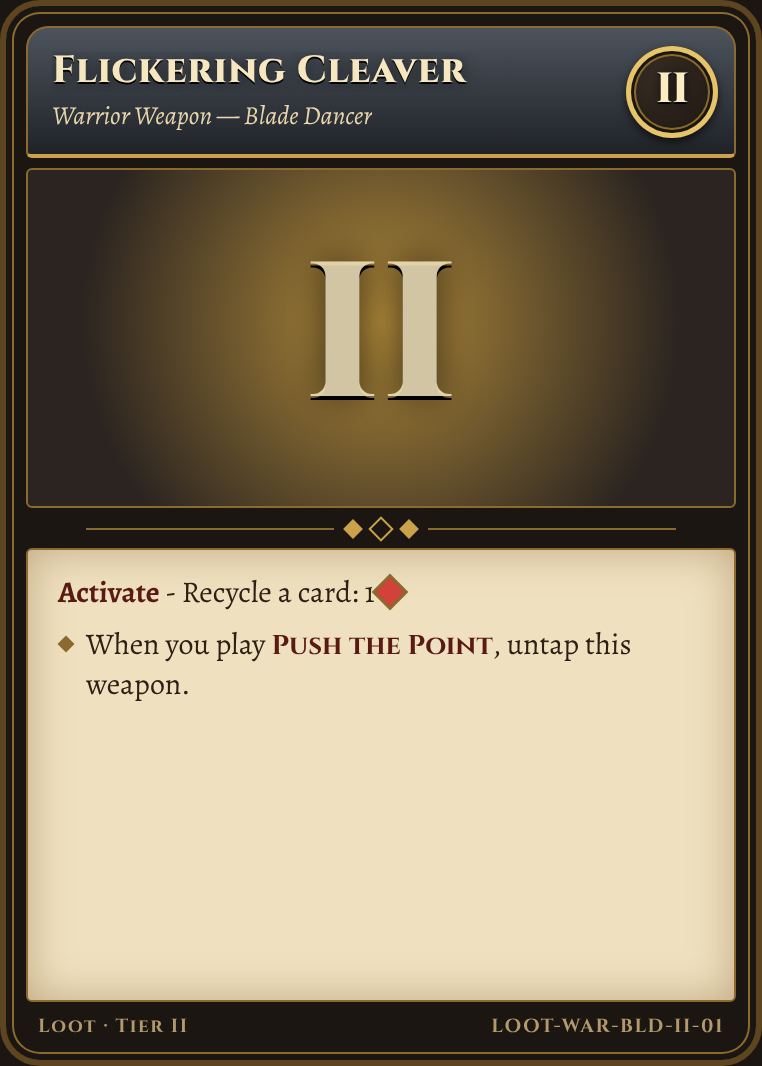 Flickering Cleaver
Warrior Weapon — Blade Dancer
II
II
Activate - Recycle a card: 1
When you play Push the Point, untap this
weapon.
Loot · Tier II
LOOT-WAR-BLD-II-01